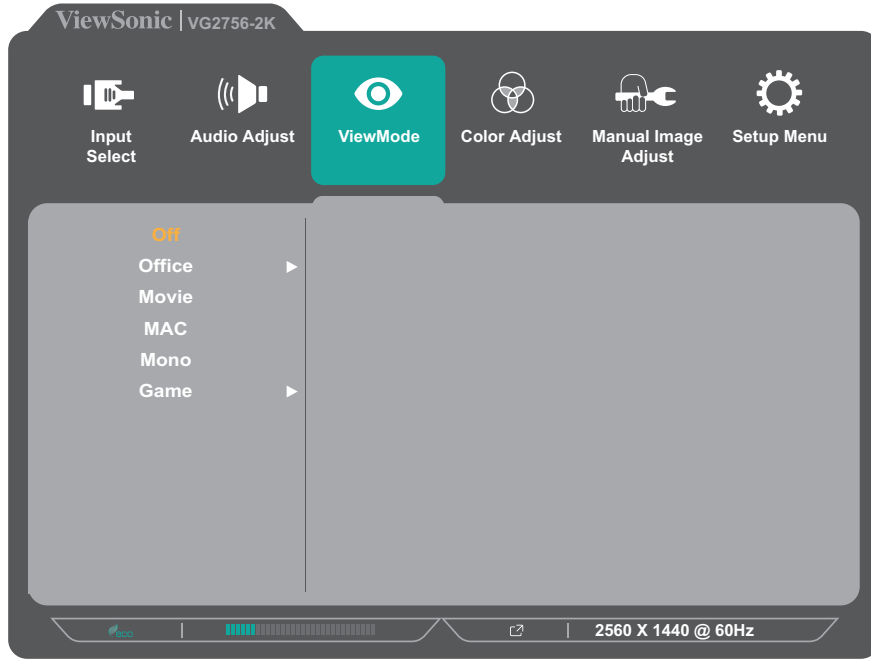 ViewSonic | VG2756-2K
Input Select
Audio Adjust
ViewMode
Color Adjust
Manual Image Adjust
Setup Menu
Off
Office
Movie
MAC
Mono
Game
eco
2560 X 1440 @ 60Hz